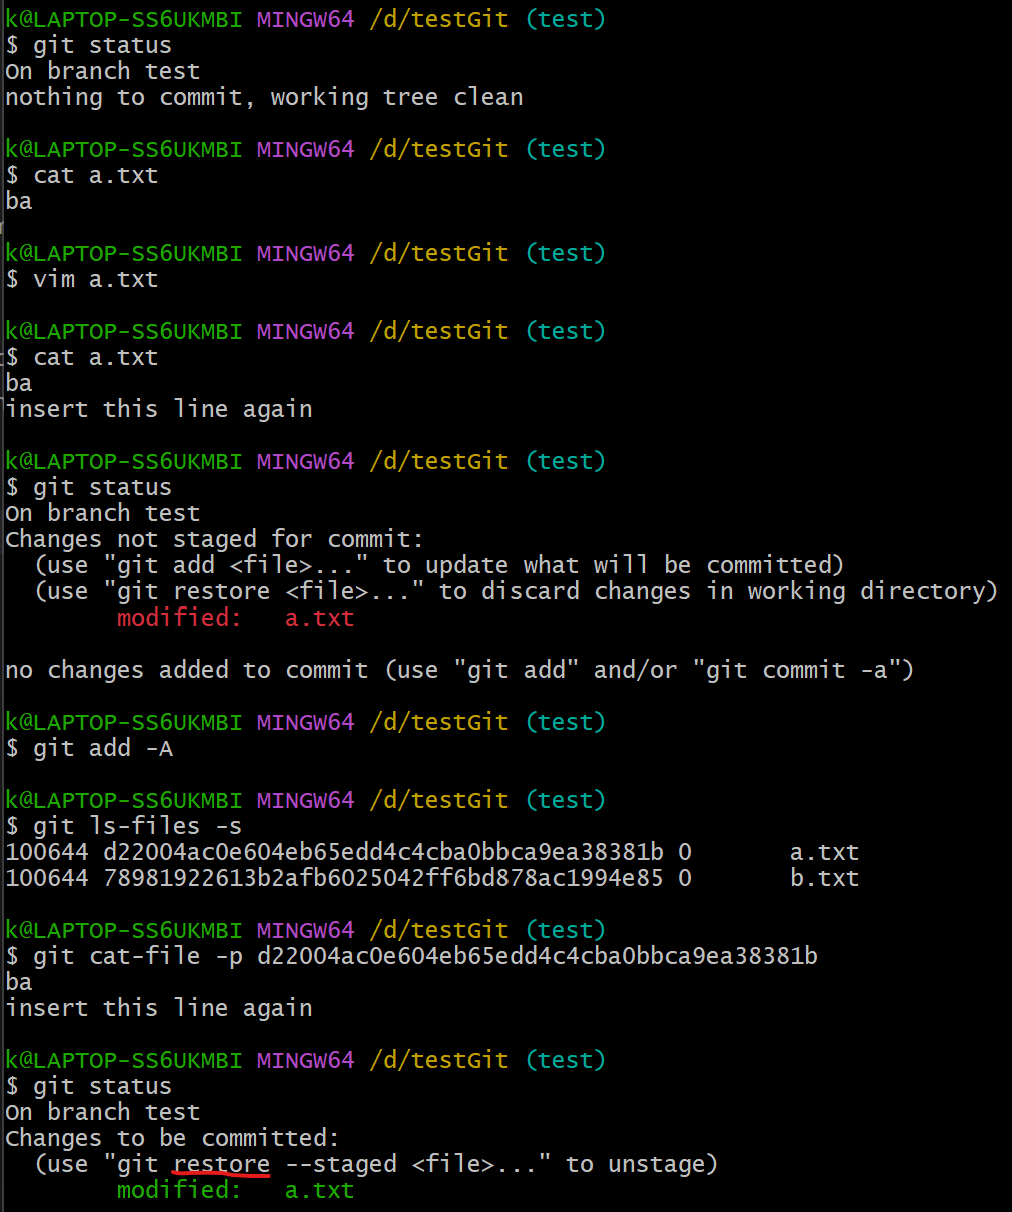 k@LAPTOP-SS6UKMBI MINGW64 /d/testGit (test)
$ git status
On branch test
nothing to commit, working tree clean
k@LAPTOP-SS6UKMBI MINGW64 /d/testGit (test)
$ cat a.txt
ba
k@LAPTOP-SS6UKMBI MINGW64 /d/testGit (test)
$ vim a.txt
k@LAPTOP-SS6UKMBI MINGW64 /d/testGit (test)
$ cat a.txt
ba
insert this line again
k@LAPTOP-SS6UKMBI MINGW64 /d/testGit (test)
$ git status
On branch test
Changes not staged for commit:
  (use "git add <file>..." to update what will be committed)
  (use "git restore <file>..." to discard changes in working directory)
        modified:   a.txt
no changes added to commit (use "git add" and/or "git commit -a")
k@LAPTOP-SS6UKMBI MINGW64 /d/testGit (test)
$ git add -A
k@LAPTOP-SS6UKMBI MINGW64 /d/testGit (test)
$ git ls-files -s
100644 d22004ac0e604eb65edd4c4cba0bbca9ea38381b 0       a.txt
100644 78981922613b2afb6025042ff6bd878ac1994e85 0       b.txt
k@LAPTOP-SS6UKMBI MINGW64 /d/testGit (test)
$ git cat-file -p d22004ac0e604eb65edd4c4cba0bbca9ea38381b
ba
insert this line again
k@LAPTOP-SS6UKMBI MINGW64 /d/testGit (test)
$ git status
On branch test
Changes to be committed:
  (use "git restore --staged <file>..." to unstage)
        modified:   a.txt